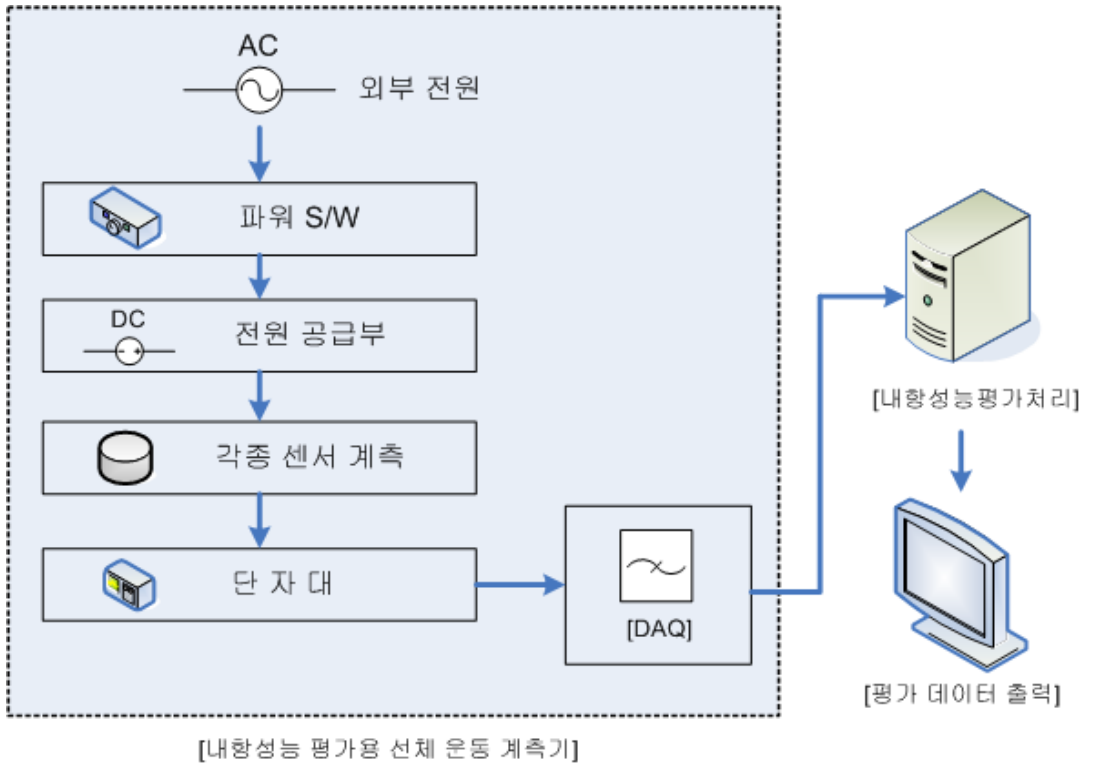 AC
외부 전원
파워 S/W
DC
전원 공급부
각종 센서 계측
단 자 대
[DAQ]
[내항성능평가처리]
[평가 데이터 출력]
[내항성능 평가용 선체 운동 계측기]